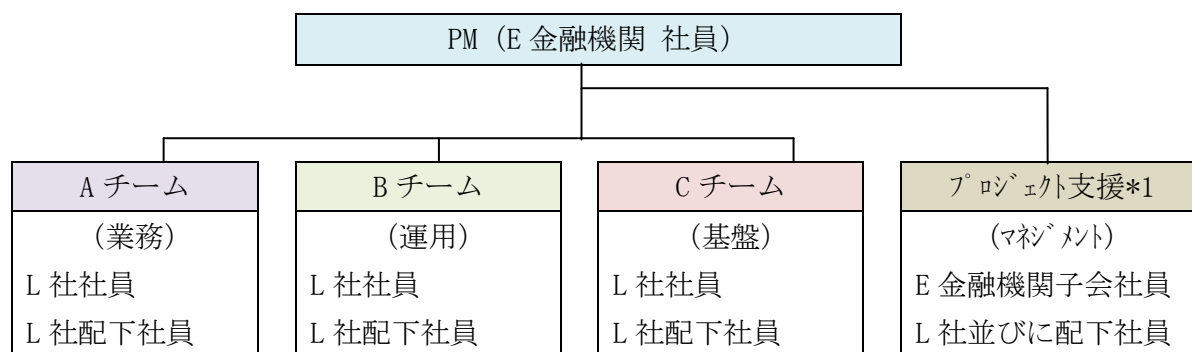 PM（E金融機関 社員）
Aチーム
（業務）
L社社員
L社配下社員
Bチーム
（運用）
L社社員
L社配下社員
Cチーム
（基盤）
L社社員
L社配下社員
ﾌﾟﾛｼﾞｪｸﾄ支援*1
（ﾏﾈｼﾞﾒﾝﾄ）
E金融機関子会社員
L社並びに配下社員